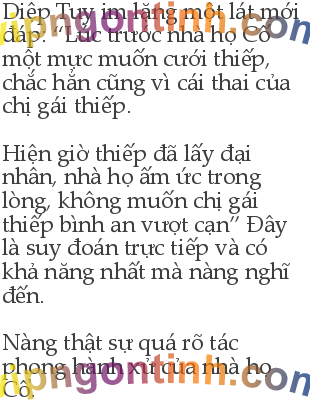 Diệp Tuy im lặng một lát mới
đáp: “Lúc trước nhà họ Cố
một mực muốn cưới thiếp,
chắc hẳn cũng vì cái thai của
chị gái thiếp.
Hiện giờ thiếp đã lấy đại
nhân, nhà họ ấm ức trong
lòng, không muốn chị gái
thiếp bình an vượt cạn” Đây
là suy đoán trực tiếp và có
khả năng nhất mà nàng nghĩ
đến.
Nàng thật sự quá rõ tác
phong hành xử của nhà họ
Cố.
vipngontinh.com
vipngontinh.com